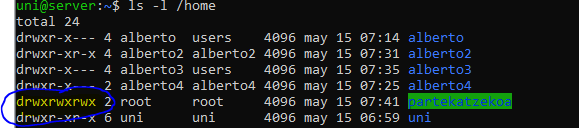 uni@server:~$ ls -l /home
total 24
drwxr-x--- 4 alberto users 4096 may 15 07:14 alberto
drwxr-xr-x 4 alberto2 alberto2 4096 may 15 07:31 alberto2
drwxr-x--- 4 alberto3 users 4096 may 15 07:35 alberto3
drwxr-x--- 2 alberto4 alberto4 4096 may 15 07:25 alberto4
drwxrwxrwx 2 root root 4096 may 15 07:41 partekatzekoa
drwxr-xr-x 6 uni uni 4096 may 15 06:59 uni